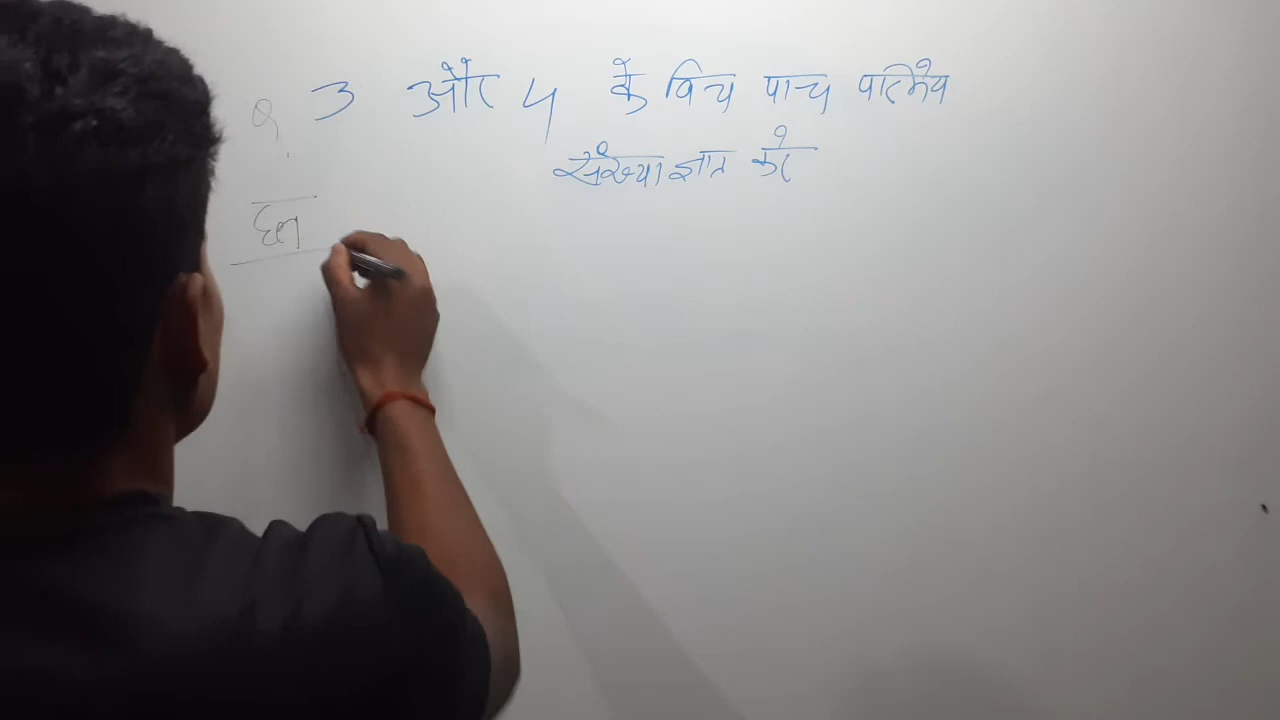 Q. 3 और 4 के विच पाच परिमेय
संख्या ज्ञात करे
हल